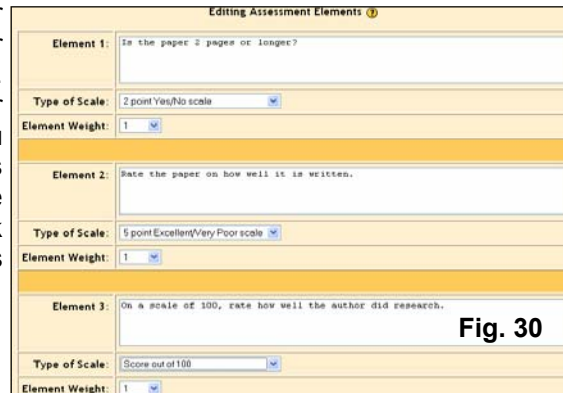 Editing Assessment Elements (?)
Element 1: Is the paper 2 pages or longer?
Type of Scale: 2 point Yes/No scale
Element Weight: 1
Element 2: Rate the paper on how well it is written.
Type of Scale: 5 point Excellent/Very Poor scale
Element Weight: 1
Element 3: On a scale of 100, rate how well the author did research.
Fig. 30
Type of Scale: Score out of 100
Element Weight: 1